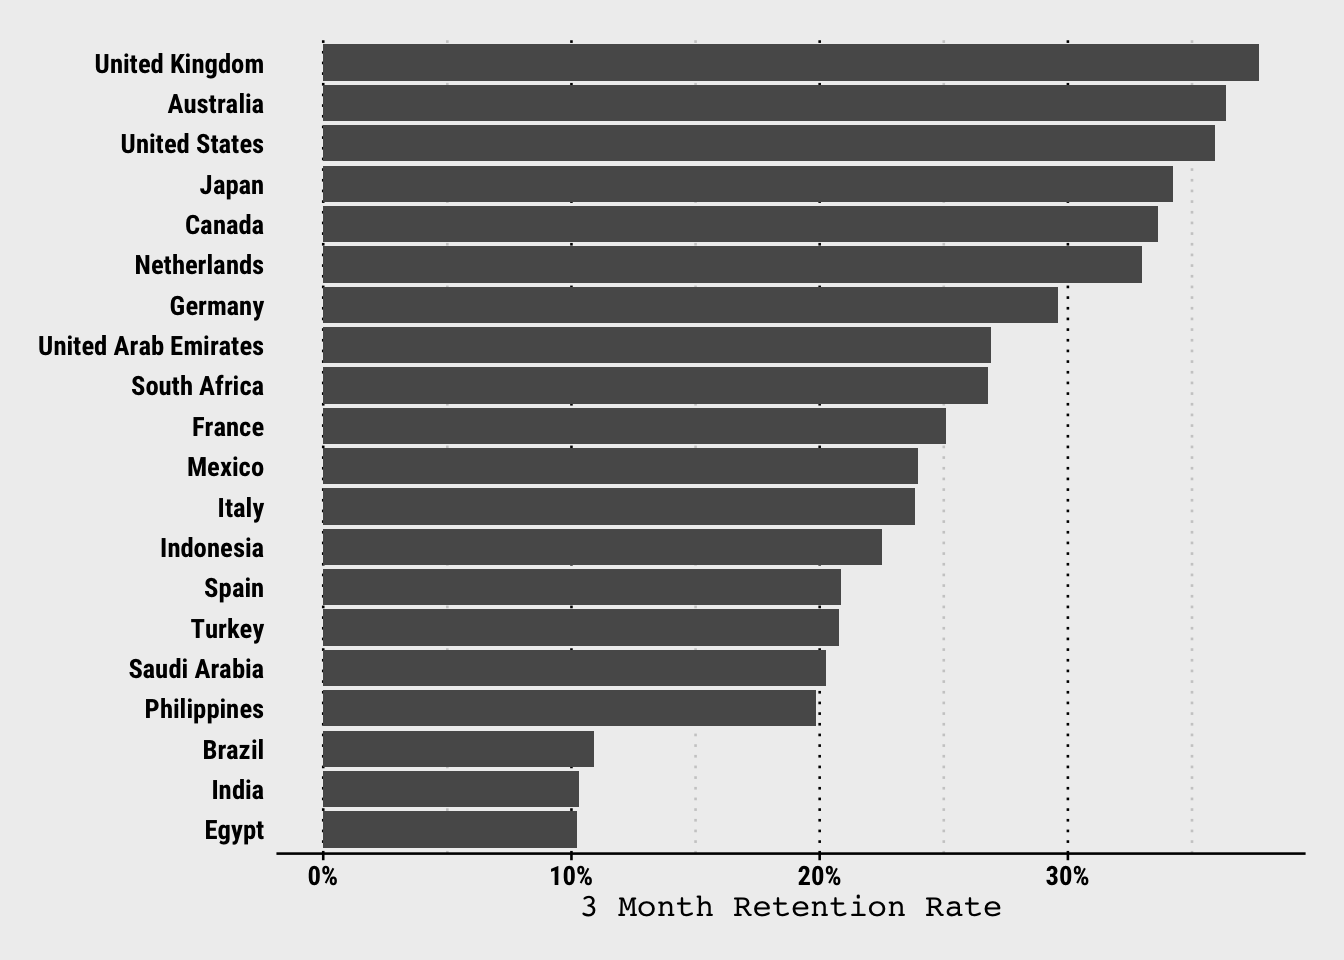 United Kingdom
Australia
United States
Japan
Canada
Netherlands
Germany
United Arab Emirates
South Africa
France
Mexico
Italy
Indonesia
Spain
Turkey
Saudi Arabia
Philippines
Brazil
India
Egypt
0% 10% 20% 30%
3 Month Retention Rate